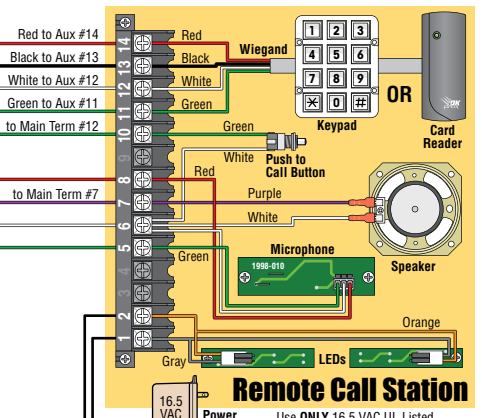 Red to Aux #14
Black to Aux #13
White to Aux #12
Green to Aux #11
to Main Term #12
to Main Term #7
14
13
12
11
10
9
8
7
6
5
4
3
2
1
Red
Black
White
Green
Wiegand
1 2 3
4 5 6
7 8 9
* 0 #
Keypad
OR
DK
Card
Reader
Green
White
Push to
Call Button
Red
Purple
White
Speaker
Microphone
1998-010
Green
Orange
Gray
LEDs
Remote Call Station
16.5
VAC
Power
Use ONLY 16.5 VAC UL Listed